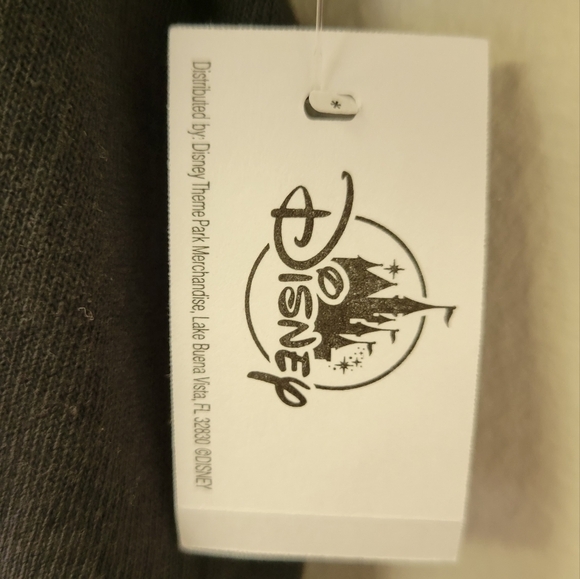 Disney
Distributed by: Disney Theme Park Merchandise, Lake Buena Vista, FL 32830 ©DISNEY